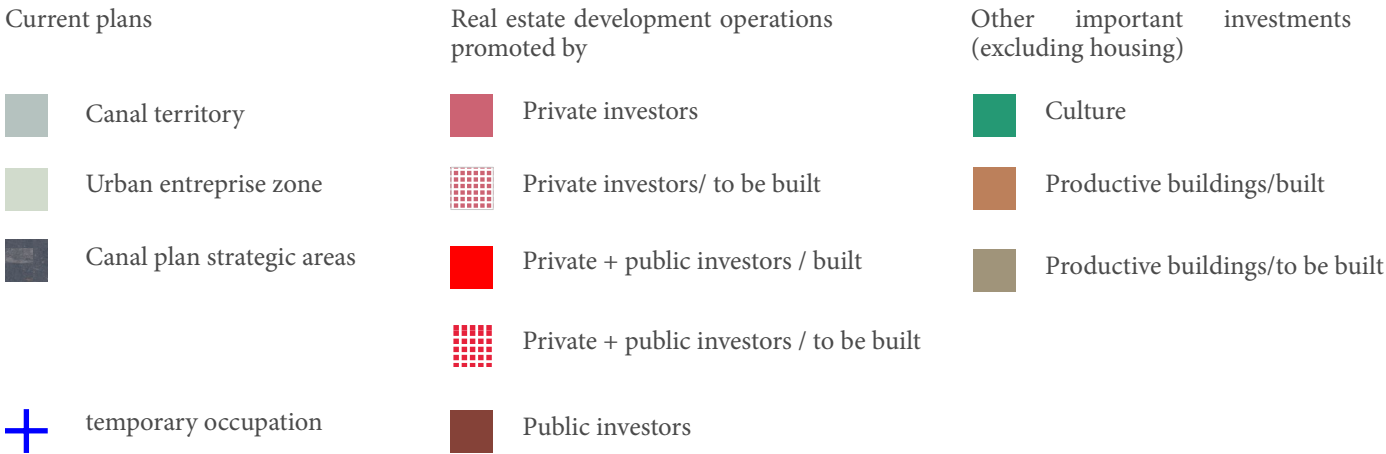 Current plans
Canal territory
Urban entreprise zone
Canal plan strategic areas
temporary occupation
Real estate development operations
promoted by
Private investors
Private investors/ to be built
Private + public investors / built
Private + public investors / to be built
Public investors
Other important investments
(excluding housing)
Culture
Productive buildings/built
Productive buildings/to be built